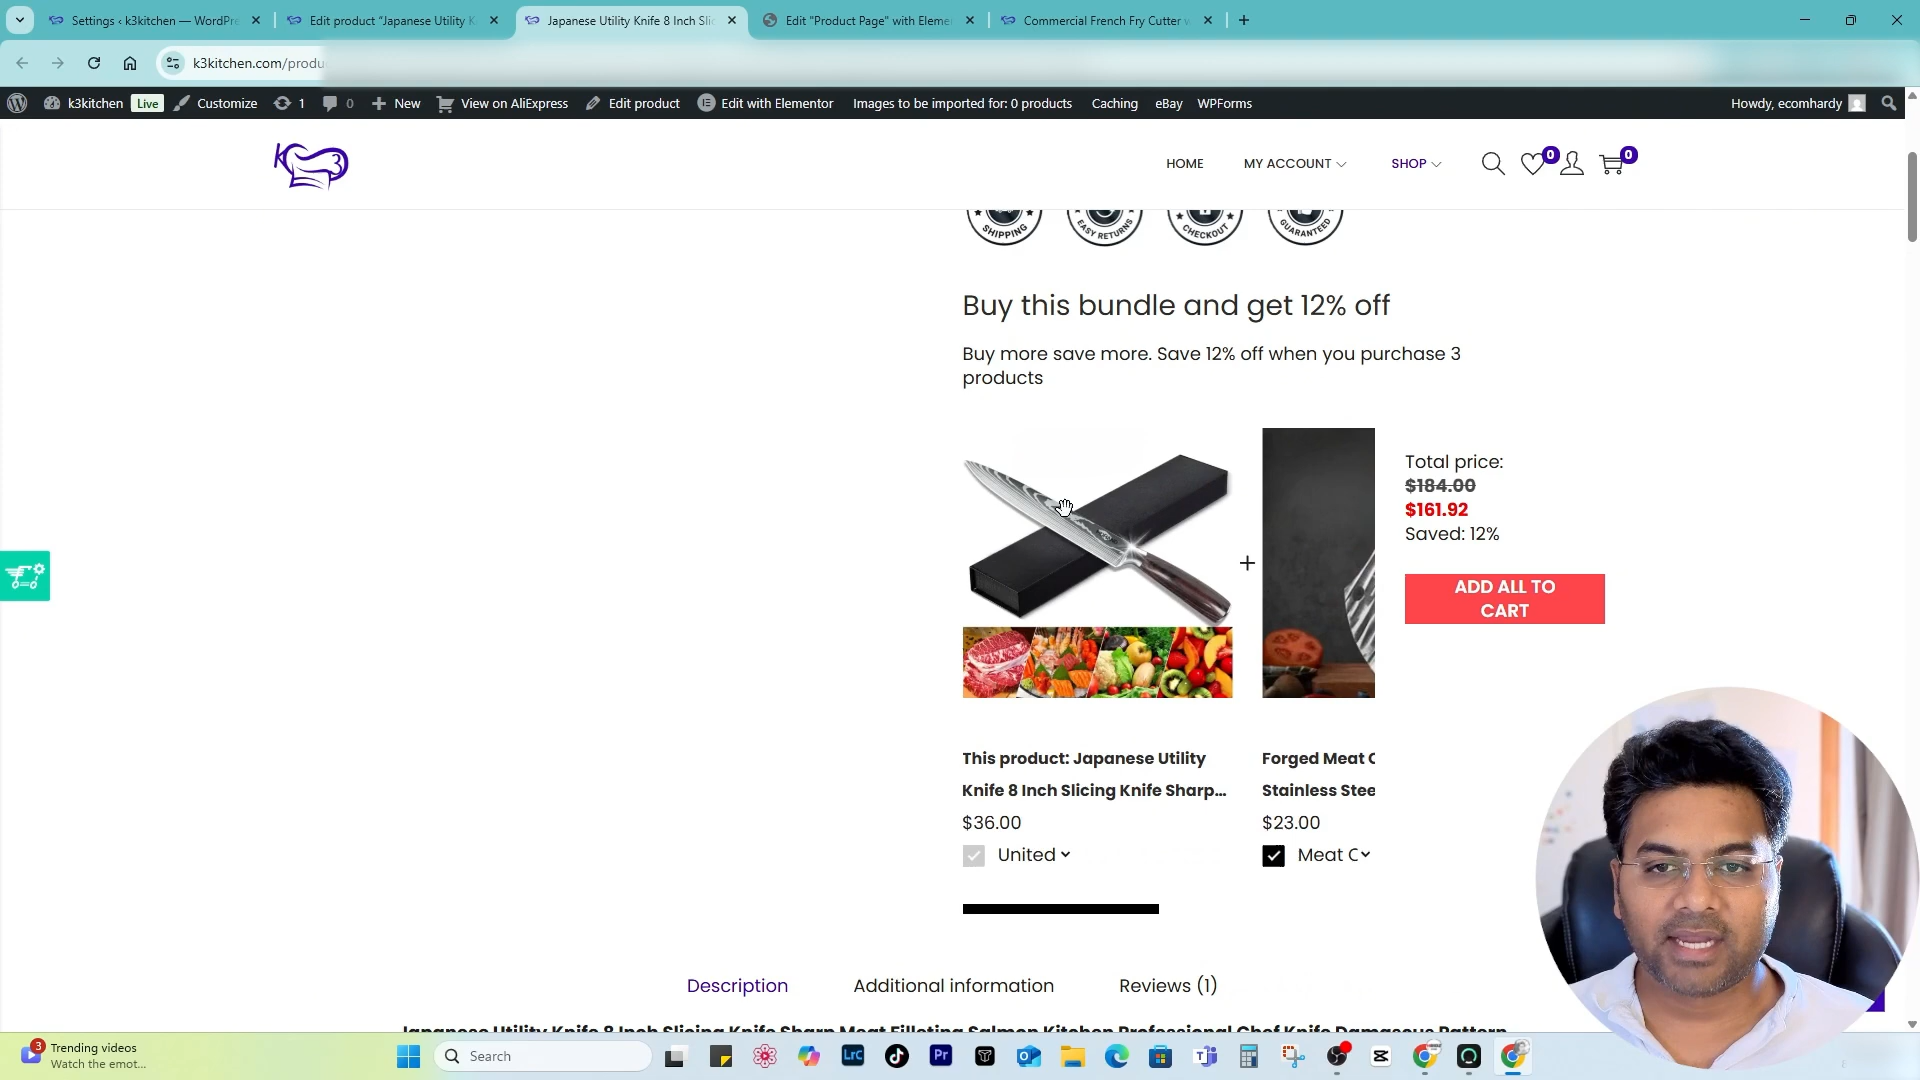 Settings ‹ k3kitchen — WordPre
Edit product "Japanese Utility K
Japanese Utility Knife 8 Inch Slic
Edit "Product Page" with Eleme
Commercial French Fry Cutter w
k3kitchen.com/produ
k3kitchen
Live
Customize
1
0
New
View on AliExpress
Edit product
Edit with Elementor
Images to be imported for: 0 products
Caching
eBay
WPForms
Howdy, ecomhardy
K3
HOME
MY ACCOUNT
SHOP
0
0
SHIPPING
EASY RETURNS
CHECKOUT
GUARANTEED
Buy this bundle and get 12% off
Buy more save more. Save 12% off when you purchase 3
products
Total price:
$184.00
$161.92
Saved: 12%
ADD ALL TO
CART
+
This product: Japanese Utility
Knife 8 Inch Slicing Knife Sharp...
$36.00
United
Forged Meat C
Stainless Stee
$23.00
Meat C
Description
Additional information
Reviews (1)
Japanese Utility Knife 8 Inch Slicing Knife Sharp Meat Filleting Salmon Kitchen Professional Chef Knife Damascus Pattern
3
Trending videos
Watch the emot...
Search
Lrc
Pr